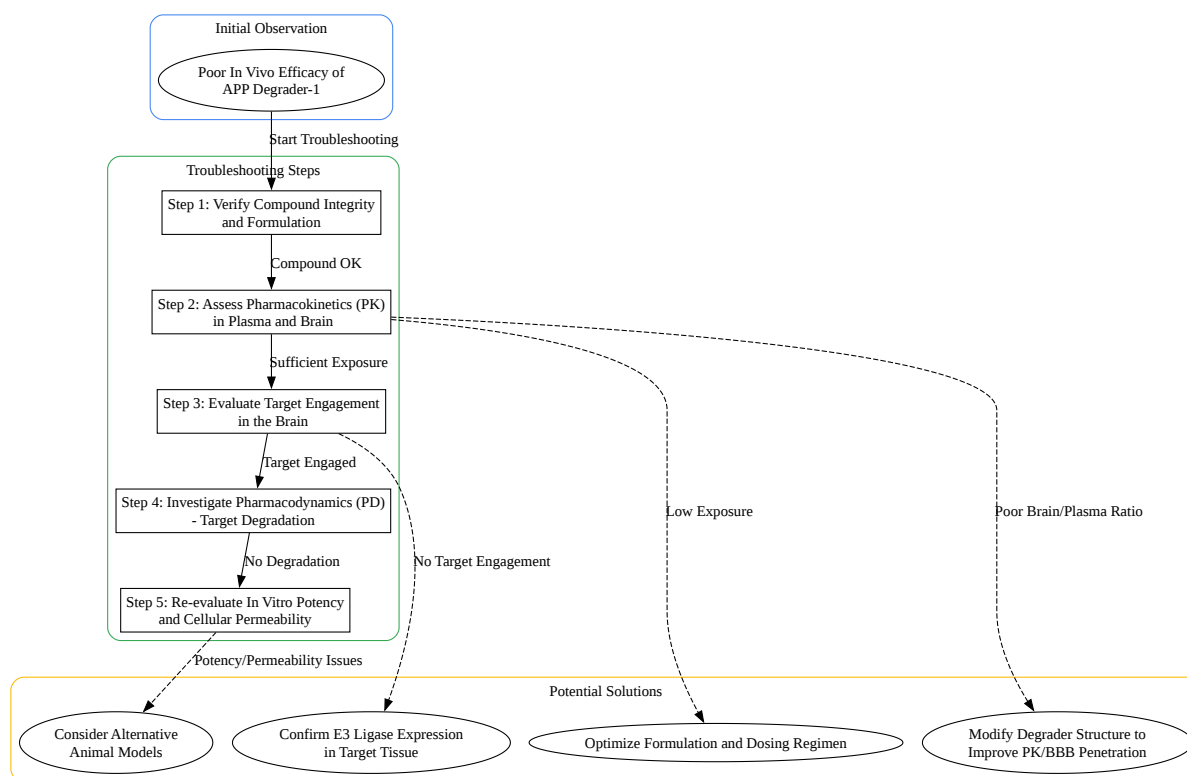 Initial Observation
Poor In Vivo Efficacy of
APP Degrader-1
Start Troubleshooting
Troubleshooting Steps
Step 1: Verify Compound Integrity
and Formulation
Compound OK
Step 2: Assess Pharmacokinetics (PK)
in Plasma and Brain
Sufficient Exposure
Step 3: Evaluate Target Engagement
in the Brain
Target Engaged
Step 4: Investigate Pharmacodynamics (PD)
- Target Degradation
Low Exposure
Poor Brain/Plasma Ratio
No Degradation
No Target Engagement
Step 5: Re-evaluate In Vitro Potency
and Cellular Permeability
Potency/Permeability Issues
Potential Solutions
Consider Alternative
Animal Models
Confirm E3 Ligase Expression
in Target Tissue
Optimize Formulation and Dosing Regimen
Modify Degrader Structure to
Improve PK/BBB Penetration